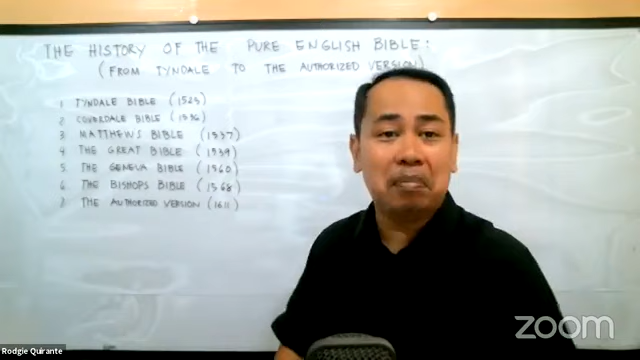 THE HISTORY OF THE PURE ENGLISH BIBLE:
(FROM TYNDALE TO THE AUTHORIZED VERSION)
1 TYNDALE BIBLE (1525)
2 COVERDALE BIBLE (1536)
3 MATTHEW'S BIBLE (1537)
4 THE GREAT BIBLE (1539)
5. THE GENEVA BIBLE (1560)
6 THE BISHOPS BIBLE (1568)
7 THE AUTHORIZED VERSION (1611)
Rodgie Quirante
zoom